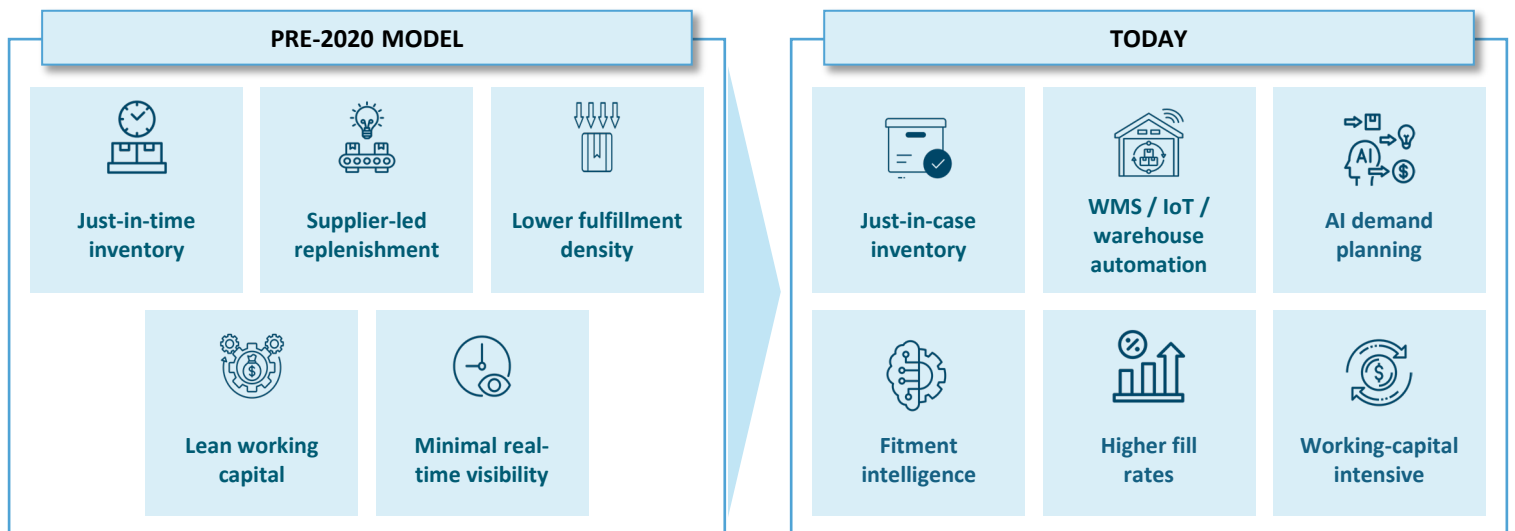 PRE-2020 MODEL
Just-in-time
inventory
Supplier-led
replenishment
Lower fulfillment
density
Lean working
capital
Minimal real-
time visibility
TODAY
Just-in-case
inventory
WMS / IoT /
warehouse
automation
AI
AI demand
planning
Fitment
intelligence
Higher fill
rates
Working-capital
intensive